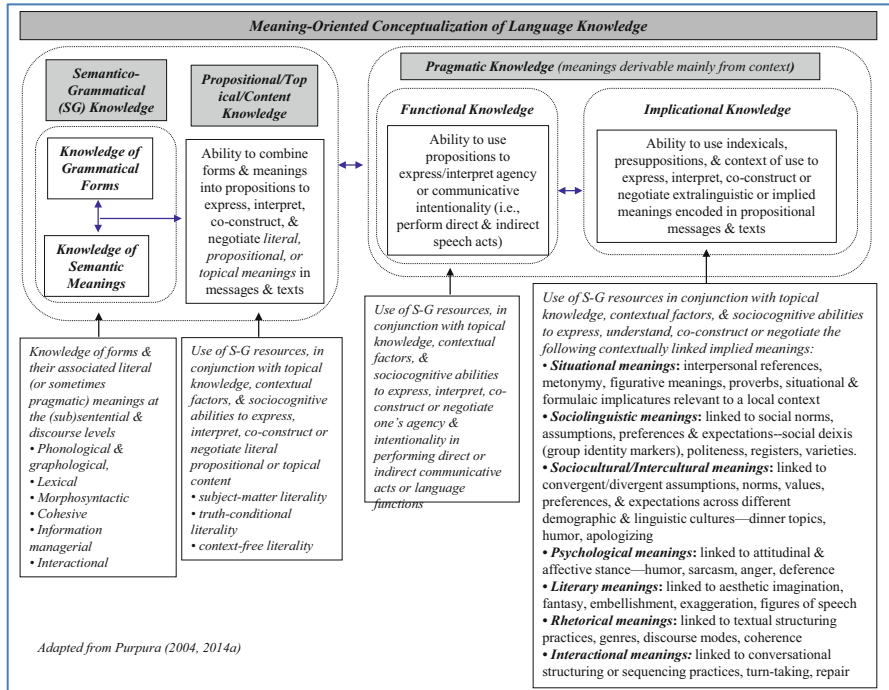 Meaning-Oriented Conceptualization of Language Knowledge
Semantico-
Grammatical
(SG) Knowledge
Knowledge of
Grammatical
Forms
Knowledge of
Semantic
Meanings
Propositional/Top
ical/Content
Knowledge
Ability to combine
forms & meanings
into propositions to
express, interpret,
co-construct, &
negotiate literal,
propositional, or
topical meanings in
messages & texts
Pragmatic Knowledge (meanings derivable mainly from context)
Functional Knowledge
Ability to use
propositions to
express/interpret agency
or communicative
intentionality (i.e.,
perform direct & indirect
speech acts)
Implicational Knowledge
Ability to use indexicals,
presuppositions, & context of use to
express, interpret, co-construct or
negotiate extralinguistic or implied
meanings encoded in propositional
messages & texts
Knowledge of forms &
their associated literal
(or sometimes
pragmatic) meanings at
the (sub)sentential &
discourse levels
• Phonological &
graphological,
• Lexical
• Morphosyntactic
• Cohesive
• Information
managerial
• Interactional
Use of S-G resources, in
conjunction with topical
knowledge, contextual
factors, & sociocognitive
abilities to express,
interpret, co-construct or
negotiate literal
propositional or topical
content
• subject-matter literality
• truth-conditional
literality
• context-free literality
Use of S-G resources, in
conjunction with topical
knowledge, contextual
factors, &
sociocognitive abilities
to express, interpret, co-
construct or negotiate
one's agency &
intentionality in
performing direct or
indirect communicative
acts or language
functions
Use of S-G resources in conjunction with topical
knowledge, contextual factors, & sociocognitive abilities
to express, understand, co-construct or negotiate the
following contextually linked implied meanings:
• Situational meanings: interpersonal references,
metonymy, figurative meanings, proverbs, situational &
formulaic implicatures relevant to a local context
• Sociolinguistic meanings: linked to social norms,
assumptions, preferences & expectations--social deixis
(group identity markers), politeness, registers, varieties.
• Sociocultural/Intercultural meanings: linked to
convergent/divergent assumptions, norms, values,
preferences, & expectations across different
demographic & linguistic cultures—dinner topics,
humor, apologizing
• Psychological meanings: linked to attitudinal &
affective stance—humor, sarcasm, anger, deference
• Literary meanings: linked to aesthetic imagination,
fantasy, embellishment, exaggeration, figures of speech
• Rhetorical meanings: linked to textual structuring
practices, genres, discourse modes, coherence
• Interactional meanings: linked to conversational
structuring or sequencing practices, turn-taking, repair
Adapted from Purpura (2004, 2014a)